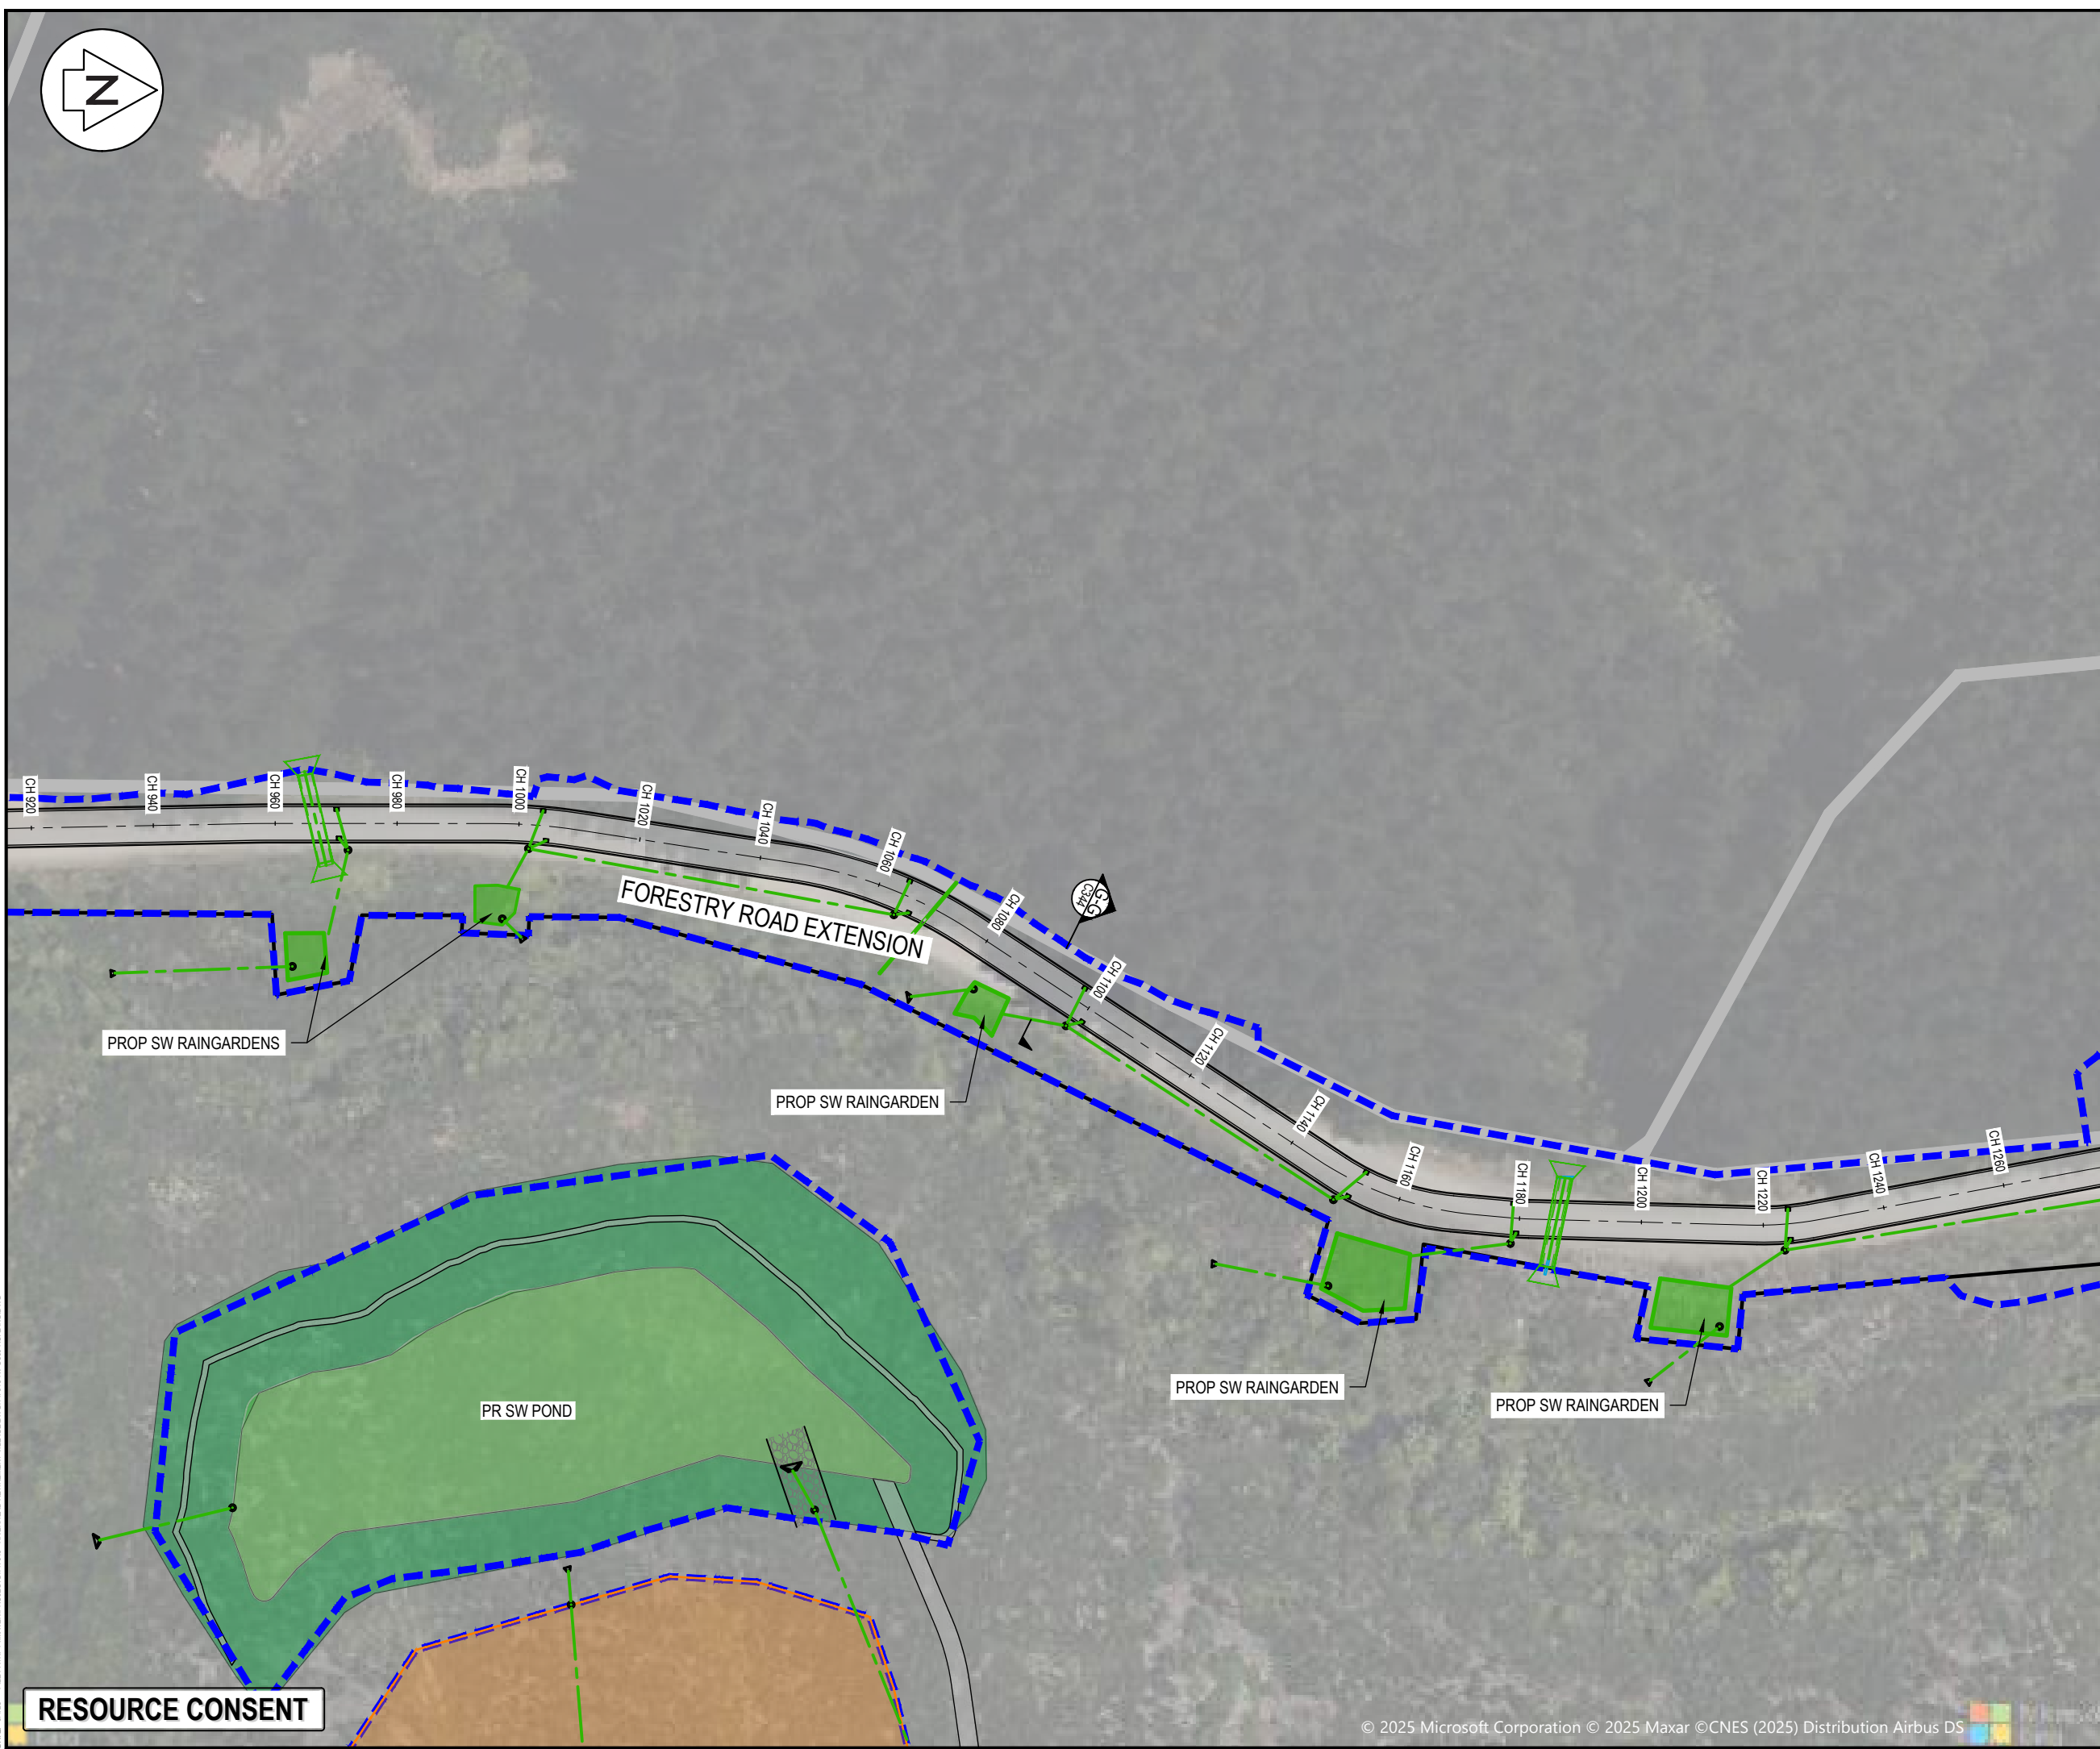 N
CH 920
CH 940
CH 960
CH 980
CH 1000
CH 1020
CH 1040
CH 1060
CH 1080
CH 1100
CH 1120
CH 1140
CH 1160
CH 1180
CH 1200
CH 1220
CH 1240
CH 1260
G-G
C344
FORESTRY ROAD EXTENSION
PROP SW RAINGARDENS
PROP SW RAINGARDEN
PROP SW RAINGARDEN
PROP SW RAINGARDEN
PR SW POND
RESOURCE CONSENT
© 2025 Microsoft Corporation © 2025 Maxar ©CNES (2025) Distribution Airbus DS